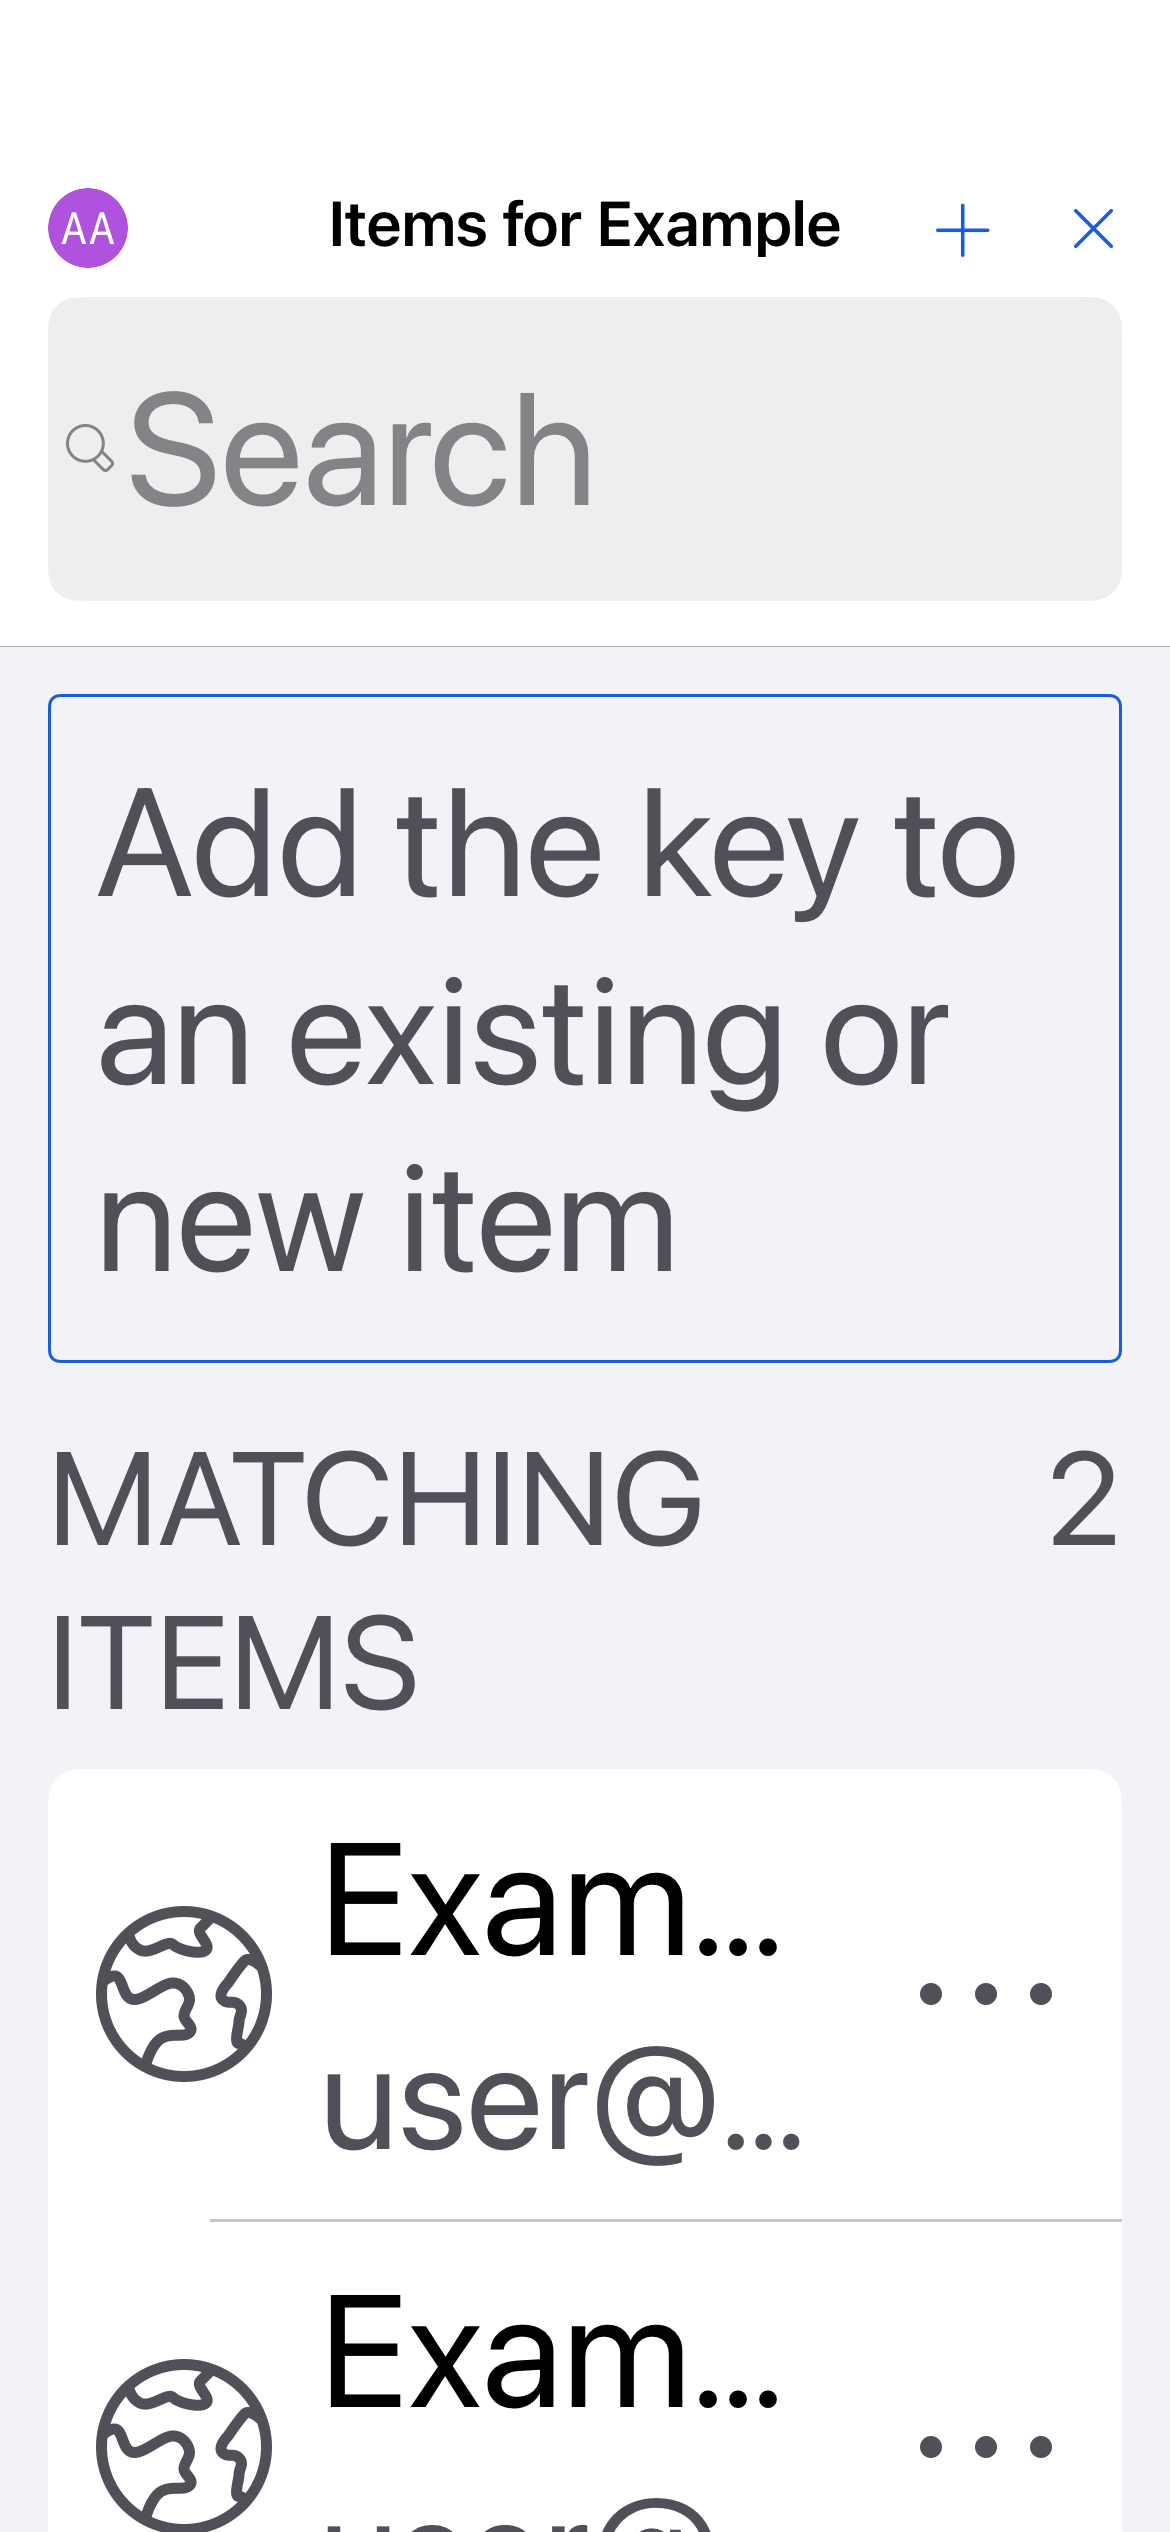 AA
Items for Example
Search
Add the key to
an existing or
new item
MATCHING 2
ITEMS
Exam...
user@...
Exam...
user@